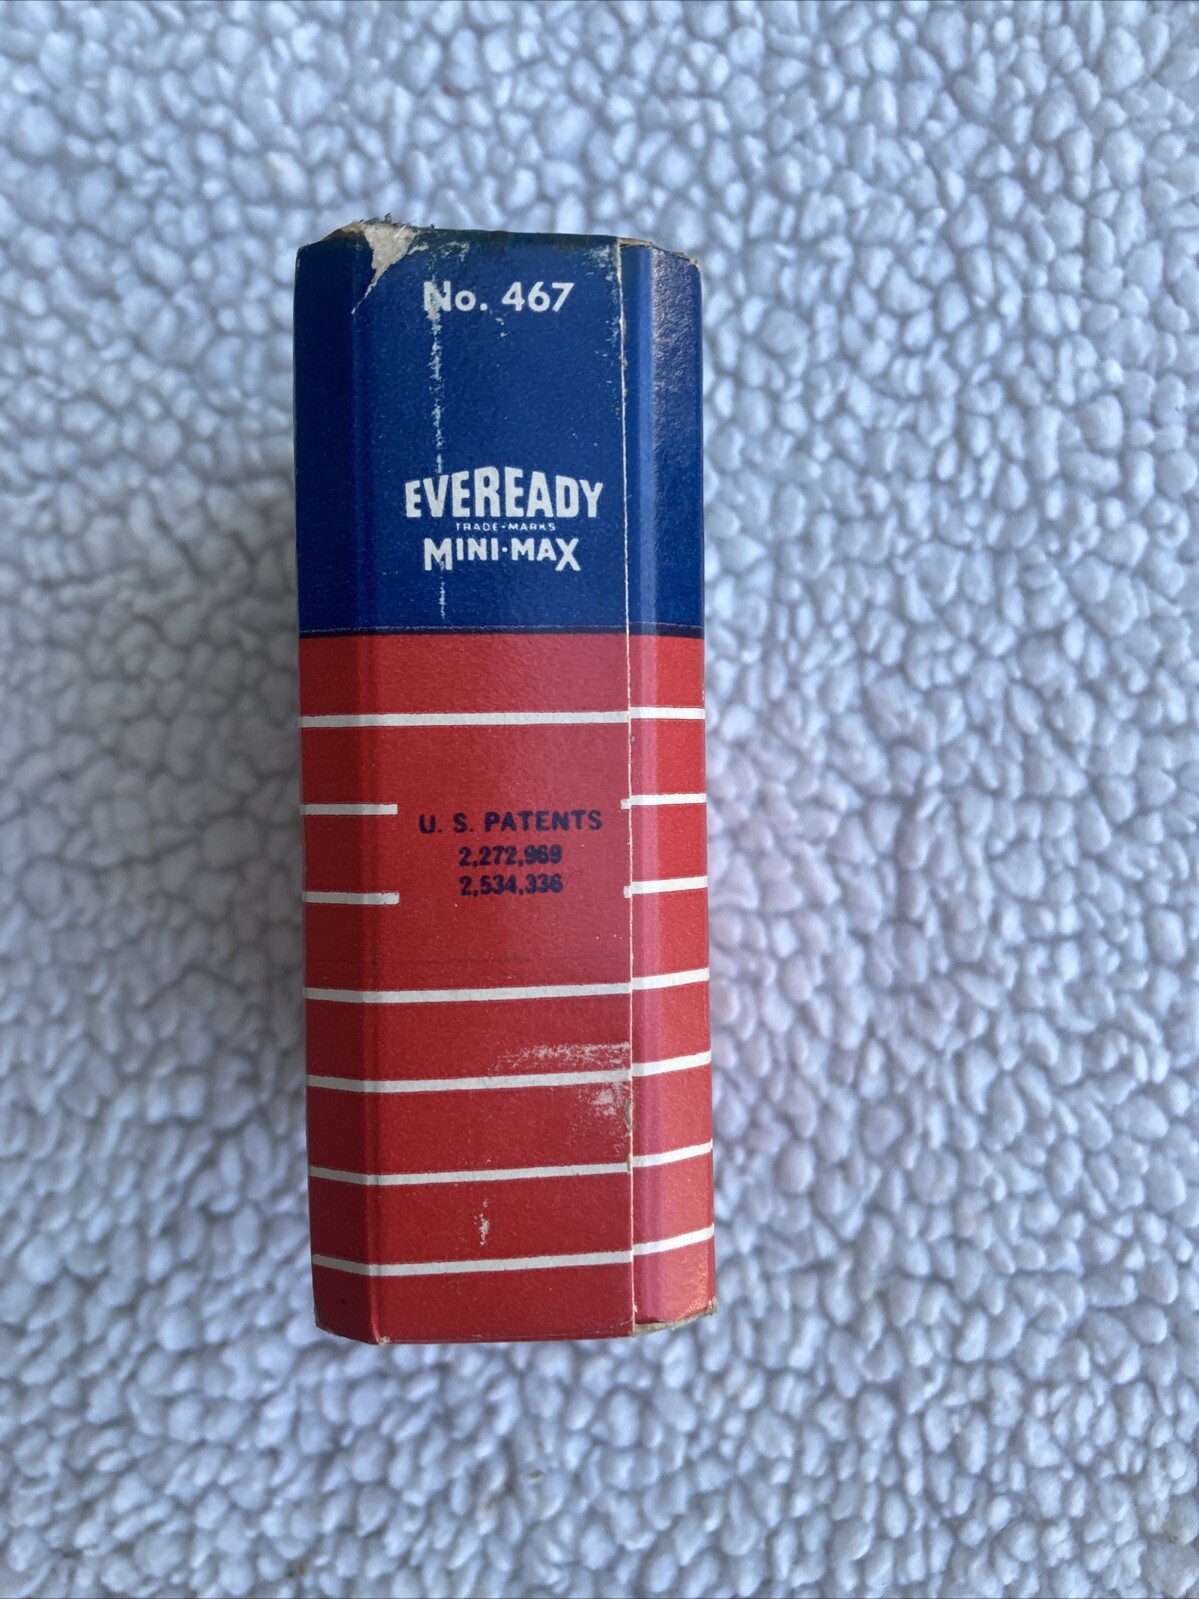 No. 467
EVEREADY
TRADE-MARKS
MINI-MAX
U. S. PATENTS
2,272,969
2,534,336